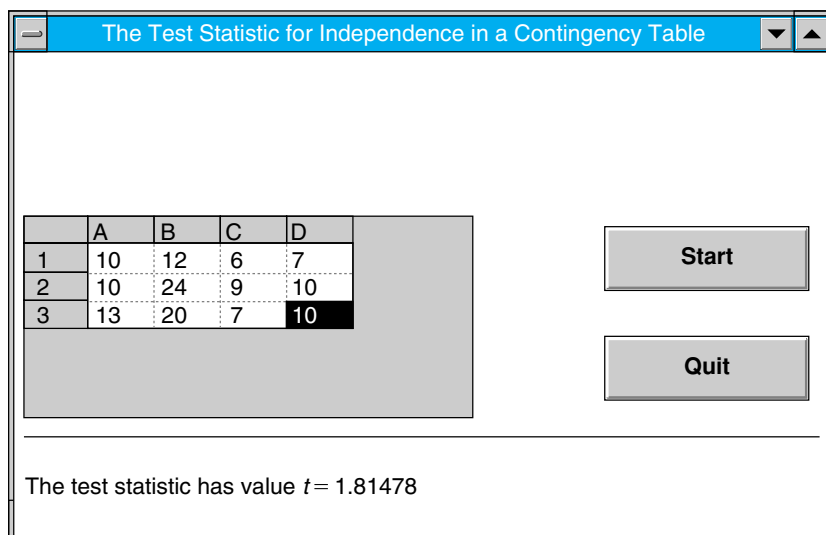 The Test Statistic for Independence in a Contingency Table
A B C D
1 10 12 6 7
2 10 24 9 10
3 13 20 7 10
Start
Quit
The test statistic has value t = 1.81478